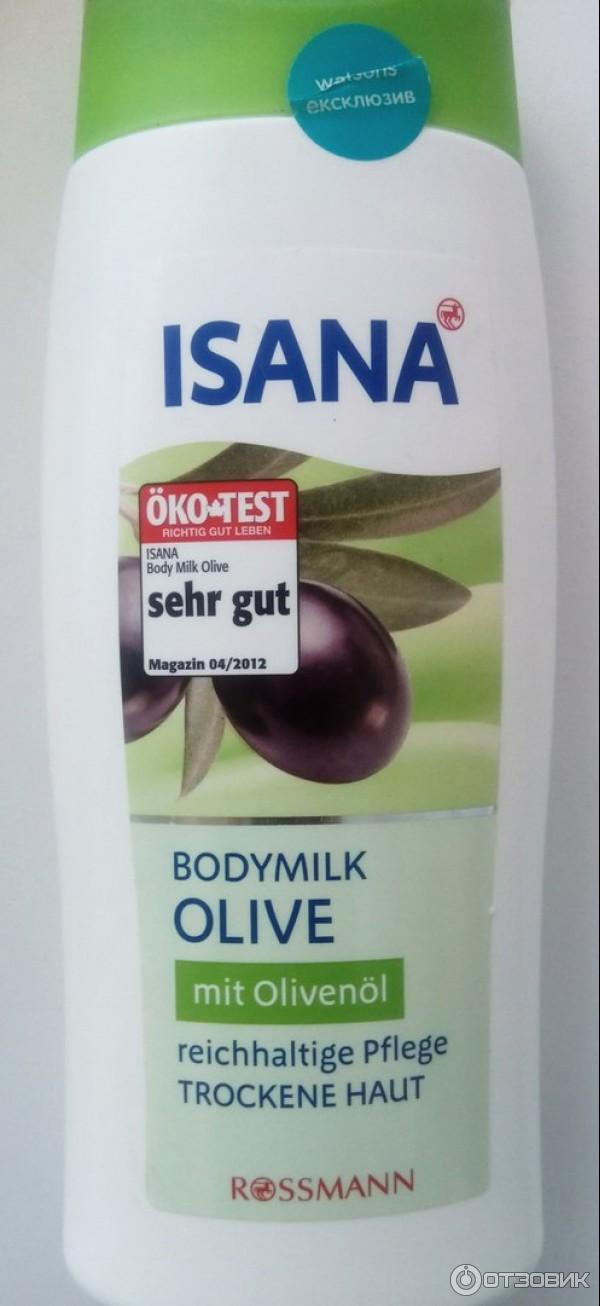 watsons
ексклюзив
ISANA
ÖKO TEST
RICHTIG GUT LEBEN
ISANA
Body Milk Olive
sehr gut
Magazin 04/2012
BODYMILK
OLIVE
mit Olivenöl
reichhaltige Pflege
TROCKENE HAUT
ROSSMANN
ОТЗОВИК